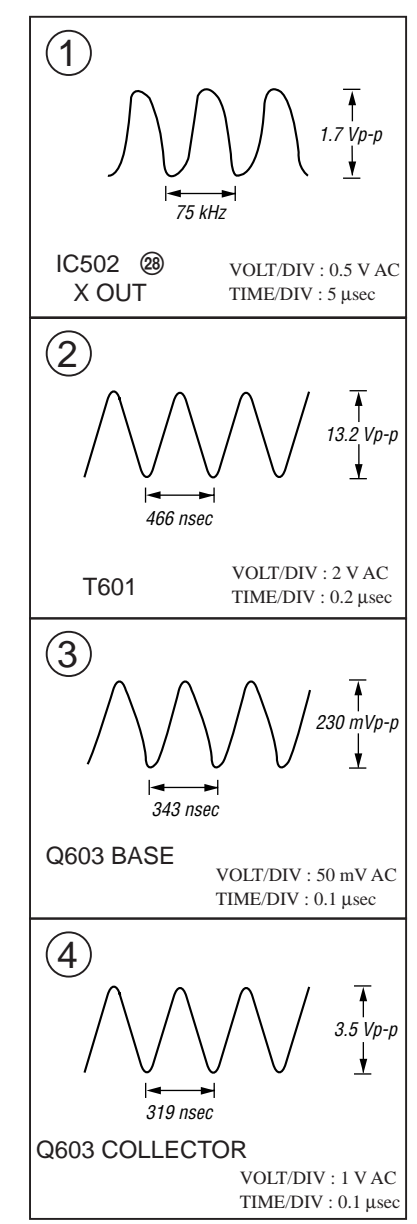 ①
1.7 Vp-p
75 kHz
IC502 ㉘ VOLT/DIV : 0.5 V AC
X OUT TIME/DIV : 5 µsec
②
13.2 Vp-p
466 nsec
T601 VOLT/DIV : 2 V AC
TIME/DIV : 0.2 µsec
③
230 mVp-p
343 nsec
Q603 BASE
VOLT/DIV : 50 mV AC
TIME/DIV : 0.1 µsec
④
3.5 Vp-p
319 nsec
Q603 COLLECTOR
VOLT/DIV : 1 V AC
TIME/DIV : 0.1 µsec